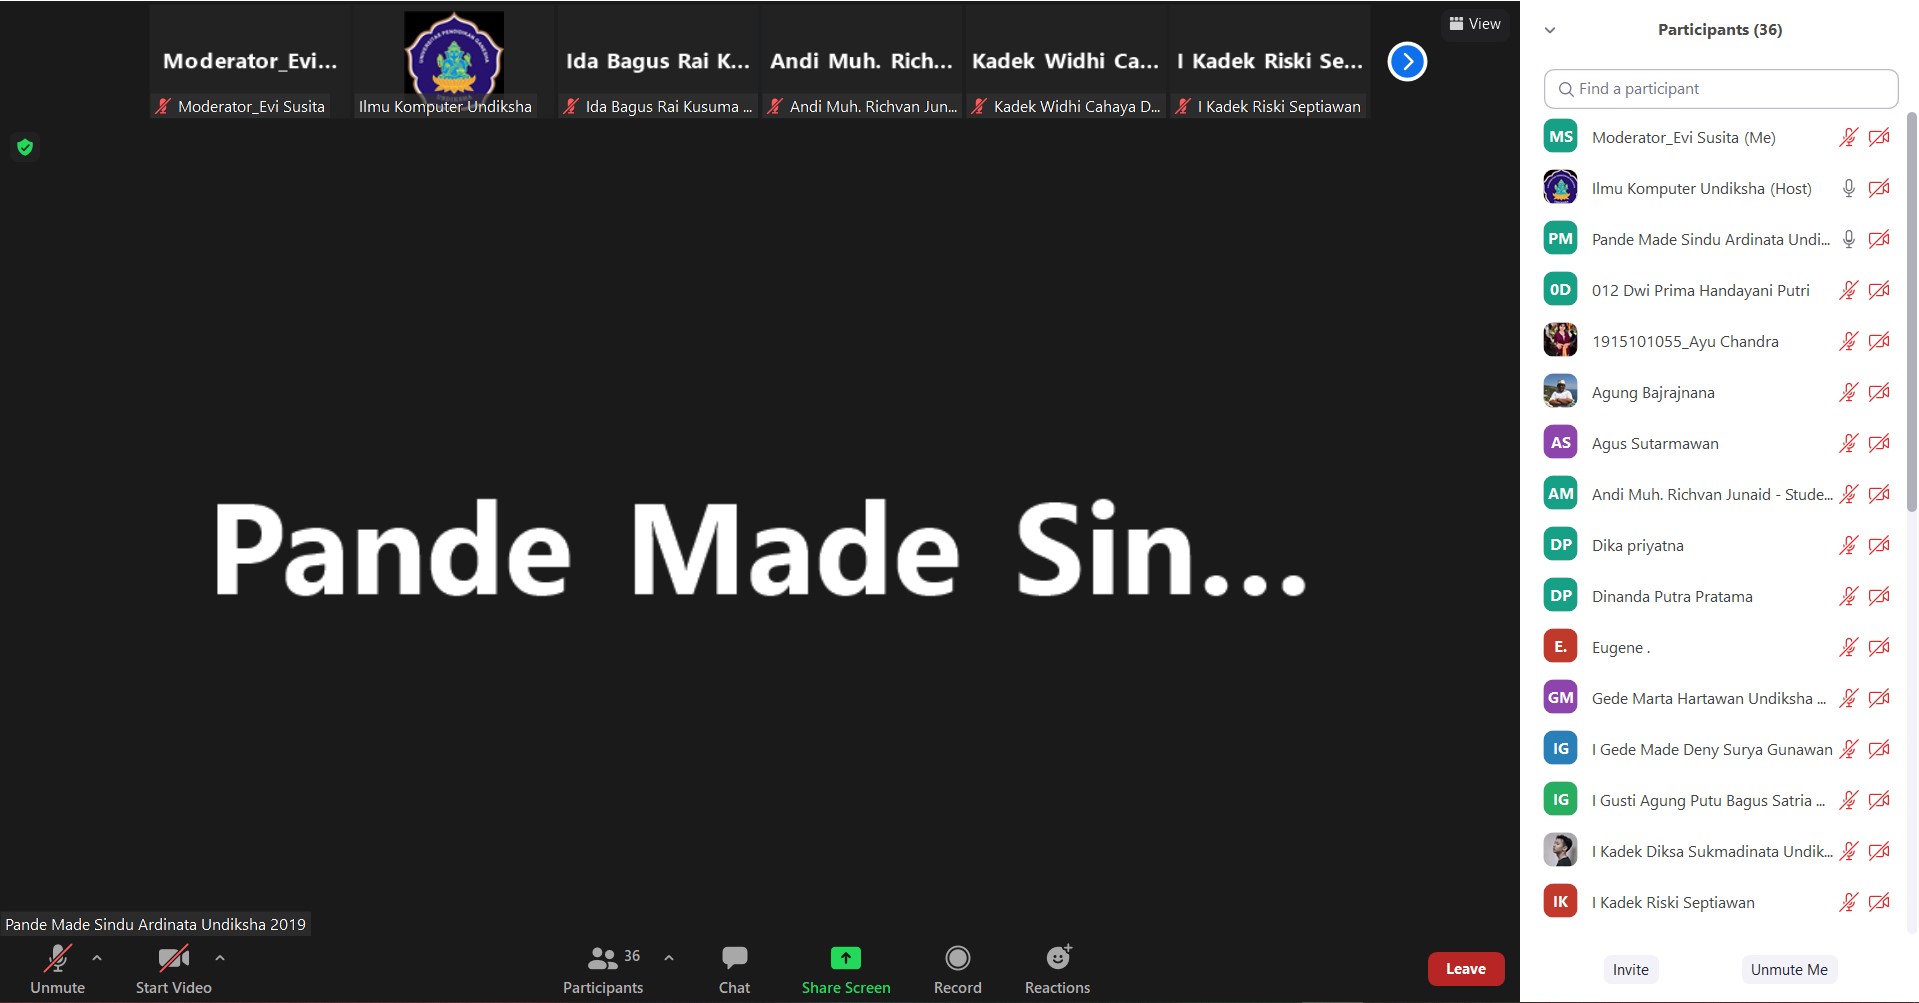 Moderator_Evi...
Moderator_Evi Susita
Ilmu Komputer Undiksha
Ida Bagus Rai K...
Ida Bagus Rai Kusuma ...
Andi Muh. Rich...
Andi Muh. Richvan Jun...
Kadek Widhi Ca...
Kadek Widhi Cahaya D...
I Kadek Riski Se...
I Kadek Riski Septiawan
View
Pande Made Sin...
Pande Made Sindu Ardinata Undiksha 2019
Unmute
Start Video
36
Participants
Chat
Share Screen
Record
Reactions
Leave
Participants (36)
Find a participant
MS Moderator_Evi Susita (Me)
Ilmu Komputer Undiksha (Host)
PM Pande Made Sindu Ardinata Undi...
0D 012 Dwi Prima Handayani Putri
1915101055_Ayu Chandra
Agung Bajrajnana
AS Agus Sutarmawan
AM Andi Muh. Richvan Junaid - Stude...
DP Dika priyatna
DP Dinanda Putra Pratama
E. Eugene .
GM Gede Marta Hartawan Undiksha ...
IG I Gede Made Deny Surya Gunawan
IG I Gusti Agung Putu Bagus Satria ...
I Kadek Diksa Sukmadinata Undik...
IK I Kadek Riski Septiawan
Invite
Unmute Me